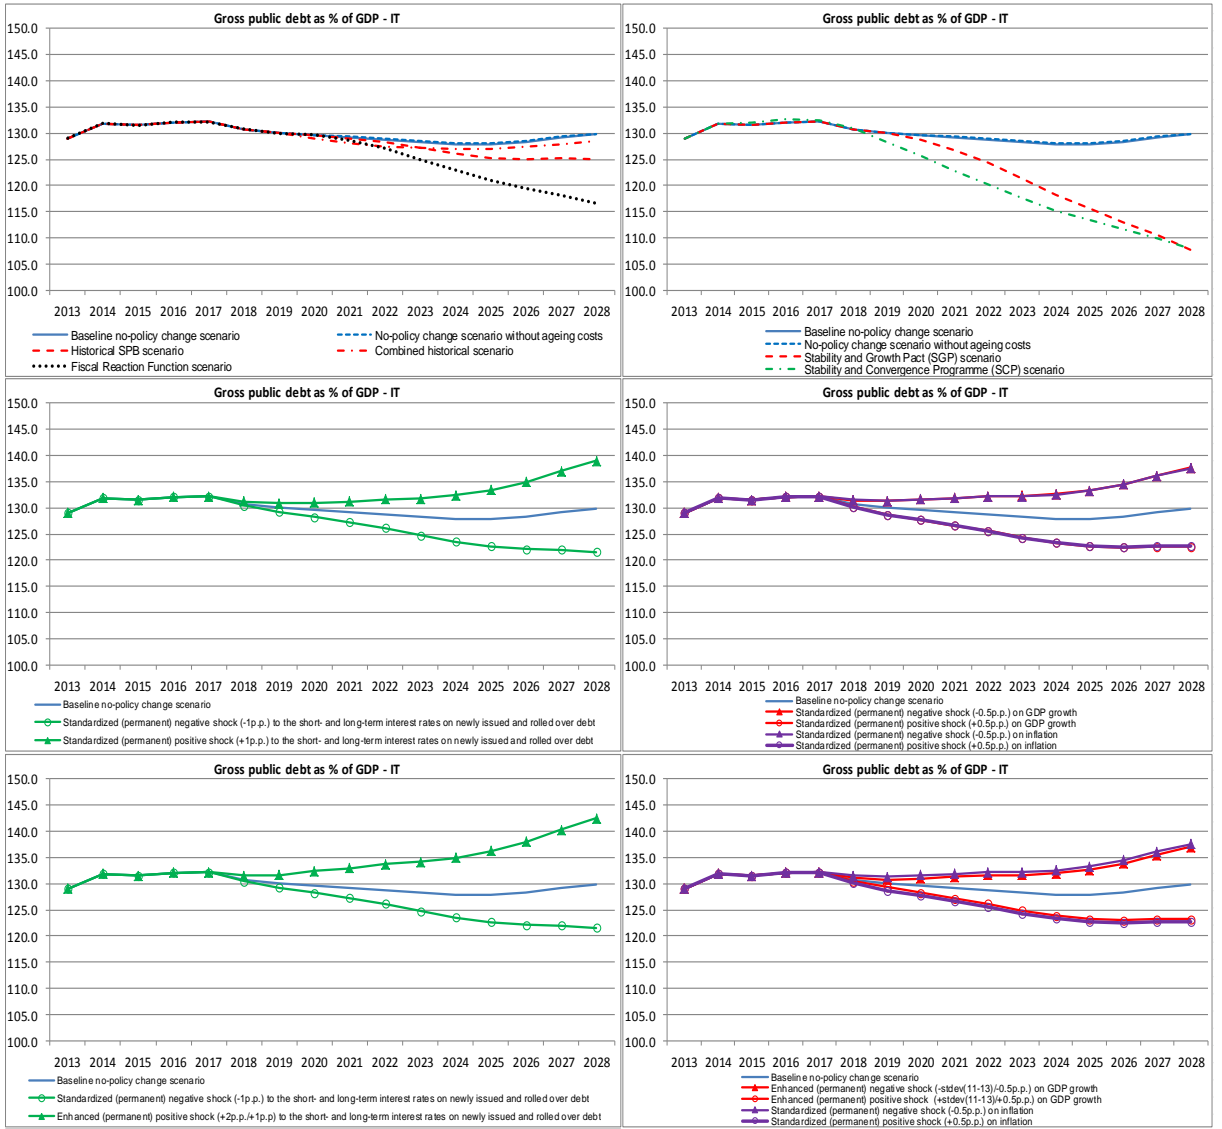 Gross public debt as % of GDP - IT
150.0
145.0
140.0
135.0
130.0
125.0
120.0
115.0
110.0
105.0
100.0
2013 2014 2015 2016 2017 2018 2019 2020 2021 2022 2023 2024 2025 2026 2027 2028
Baseline no-policy change scenario
No-policy change scenario without ageing costs
Historical SPB scenario
Combined historical scenario
Fiscal Reaction Function scenario
Gross public debt as % of GDP - IT
150.0
145.0
140.0
135.0
130.0
125.0
120.0
115.0
110.0
105.0
100.0
2013 2014 2015 2016 2017 2018 2019 2020 2021 2022 2023 2024 2025 2026 2027 2028
Baseline no-policy change scenario
No-policy change scenario without ageing costs
Stability and Growth Pact (SGP) scenario
Stability and Convergence Programme (SCP) scenario
Gross public debt as % of GDP - IT
150.0
145.0
140.0
135.0
130.0
125.0
120.0
115.0
110.0
105.0
100.0
2013 2014 2015 2016 2017 2018 2019 2020 2021 2022 2023 2024 2025 2026 2027 2028
Baseline no-policy change scenario
Standardized (permanent) negative shock (-1p.p.) to the short- and long-term interest rates on newly issued and rolled over debt
Standardized (permanent) positive shock (+1p.p.) to the short- and long-term interest rates on newly issued and rolled over debt
Gross public debt as % of GDP - IT
150.0
145.0
140.0
135.0
130.0
125.0
120.0
115.0
110.0
105.0
100.0
2013 2014 2015 2016 2017 2018 2019 2020 2021 2022 2023 2024 2025 2026 2027 2028
Baseline no-policy change scenario
Standardized (permanent) negative shock (-0.5p.p.) on GDP growth
Standardized (permanent) positive shock (+0.5p.p.) on GDP growth
Standardized (permanent) negative shock (-0.5p.p.) on inflation
Standardized (permanent) positive shock (+0.5p.p.) on inflation
Gross public debt as % of GDP - IT
150.0
145.0
140.0
135.0
130.0
125.0
120.0
115.0
110.0
105.0
100.0
2013 2014 2015 2016 2017 2018 2019 2020 2021 2022 2023 2024 2025 2026 2027 2028
Baseline no-policy change scenario
Standardized (permanent) negative shock (-1p.p.) to the short- and long-term interest rates on newly issued and rolled over debt
Enhanced (permanent) positive shock (+2p.p./+1p.p) to the short- and long-term interest rates on newly issued and rolled over debt
Gross public debt as % of GDP - IT
150.0
145.0
140.0
135.0
130.0
125.0
120.0
115.0
110.0
105.0
100.0
2013 2014 2015 2016 2017 2018 2019 2020 2021 2022 2023 2024 2025 2026 2027 2028
Baseline no-policy change scenario
Enhanced (permanent) negative shock (-stdev(11-13)/-0.5p.p.) on GDP growth
Enhanced (permanent) positive shock (+stdev(11-13)/+0.5p.p.) on GDP growth
Standardized (permanent) negative shock (-0.5p.p.) on inflation
Standardized (permanent) positive shock (+0.5p.p.) on inflation